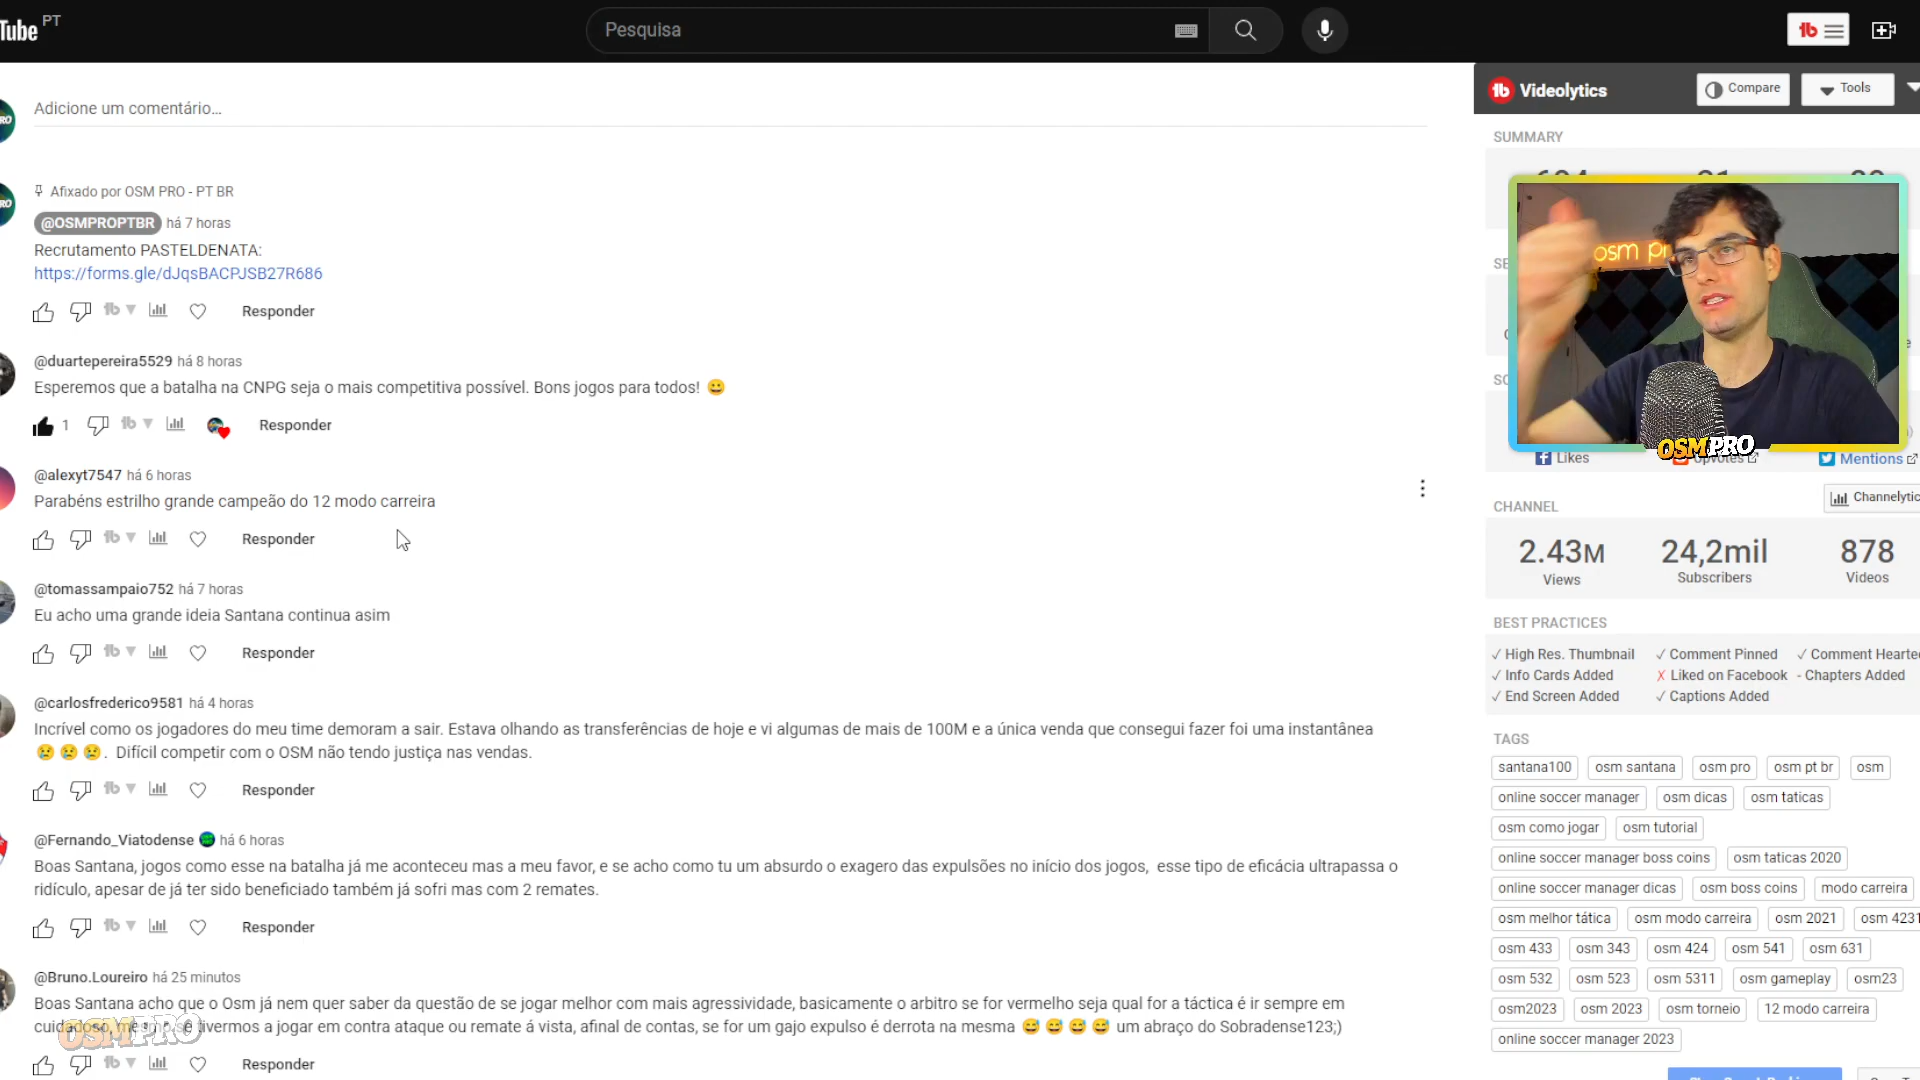 Tube PT
Pesquisa
Adicione um comentário...
Afixado por OSM PRO - PT BR
@OSMPROPTBR há 7 horas
Recrutamento PASTELDENATA:
https://forms.gle/dJqsBACPJSB27R686
Responder
@duartepereira5529 há 8 horas
Esperemos que a batalha na CNPG seja o mais competitiva possível. Bons jogos para todos! 😀
1 Responder
@alexyt7547 há 6 horas
Parabéns estrilho grande campeão do 12 modo carreira
Responder
@tomassampaio752 há 7 horas
Eu acho uma grande ideia Santana continua asim
Responder
@carlosfrederico9581 há 4 horas
Incrível como os jogadores do meu time demoram a sair. Estava olhando as transferências de hoje e vi algumas de mais de 100M e a única venda que consegui fazer foi uma instantânea
😢 😢 😢 . Difícil competir com o OSM não tendo justiça nas vendas.
Responder
@Fernando_Viatodense há 6 horas
Boas Santana, jogos como esse na batalha já me aconteceu mas a meu favor, e se acho como tu um absurdo o exagero das expulsões no início dos jogos, esse tipo de eficácia ultrapassa o
ridículo, apesar de já ter sido beneficiado também já sofri mas com 2 remates.
Responder
@Bruno.Loureiro há 25 minutos
Boas Santana acho que o Osm já nem quer saber da questão de se jogar melhor com mais agressividade, basicamente o arbitro se for vermelho seja qual for a táctica é ir sempre em
tivermos a jogar em contra ataque ou remate á vista, afinal de contas, se for um gajo expulso é derrota na mesma 😅 😅 😅 😅 um abraço do Sobradense123;)
OSMPRO
Responder
Videolytics Compare Tools
SUMMARY
osm pr
OSMPRO
Likes Upvotes Mentions
CHANNEL Channelytic
2.43M 24,2mil 878
Views Subscribers Videos
BEST PRACTICES
✓ High Res. Thumbnail ✓ Comment Pinned ✓ Comment Hearte
✓ Info Cards Added ✗ Liked on Facebook - Chapters Added
✓ End Screen Added ✓ Captions Added
TAGS
santana100 osm santana osm pro osm pt br osm
online soccer manager osm dicas osm taticas
osm como jogar osm tutorial
online soccer manager boss coins osm taticas 2020
online soccer manager dicas osm boss coins modo carreira
osm melhor tática osm modo carreira osm 2021 osm 4231
osm 433 osm 343 osm 424 osm 541 osm 631
osm 532 osm 523 osm 5311 osm gameplay osm23
osm2023 osm 2023 osm torneio 12 modo carreira
online soccer manager 2023